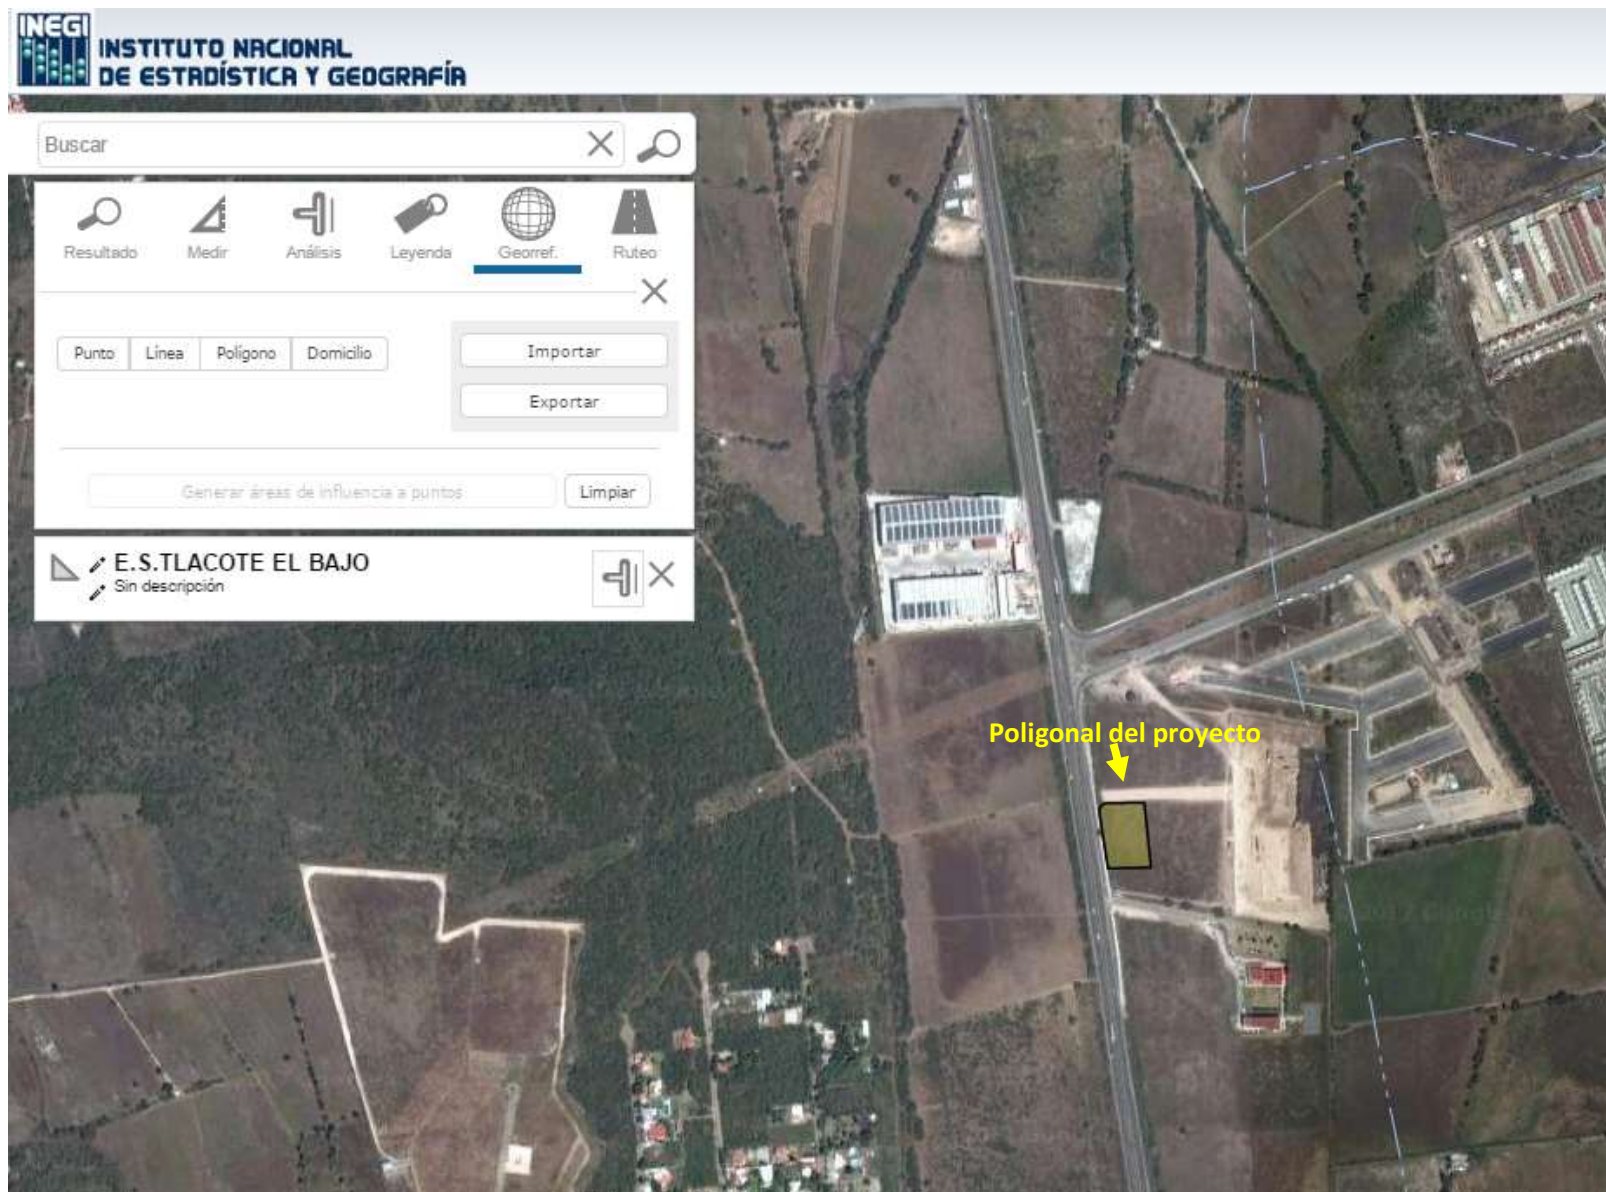 INEGI
INSTITUTO NACIONAL
DE ESTADÍSTICA Y GEOGRAFÍA
Buscar
Resultado Medir Análisis Leyenda Georref. Ruteo
Punto Línea Polígono Domicilio
Importar
Exportar
Generar áreas de influencia a puntos Limpiar
E.S.TLACOTE EL BAJO
Sin descripción
Poligonal del proyecto